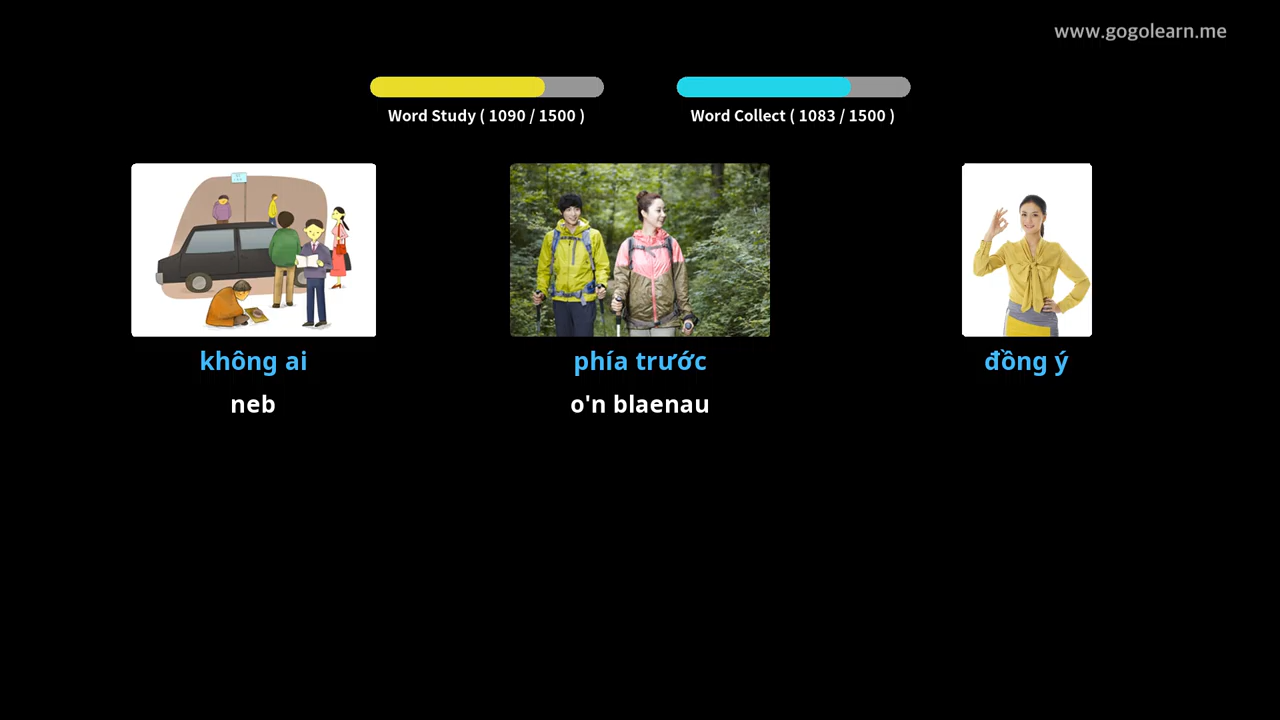 www.gogolearn.me
Word Study ( 1090 / 1500 )
Word Collect ( 1083 / 1500 )
không ai
phía trước
đồng ý
neb
o'n blaenau